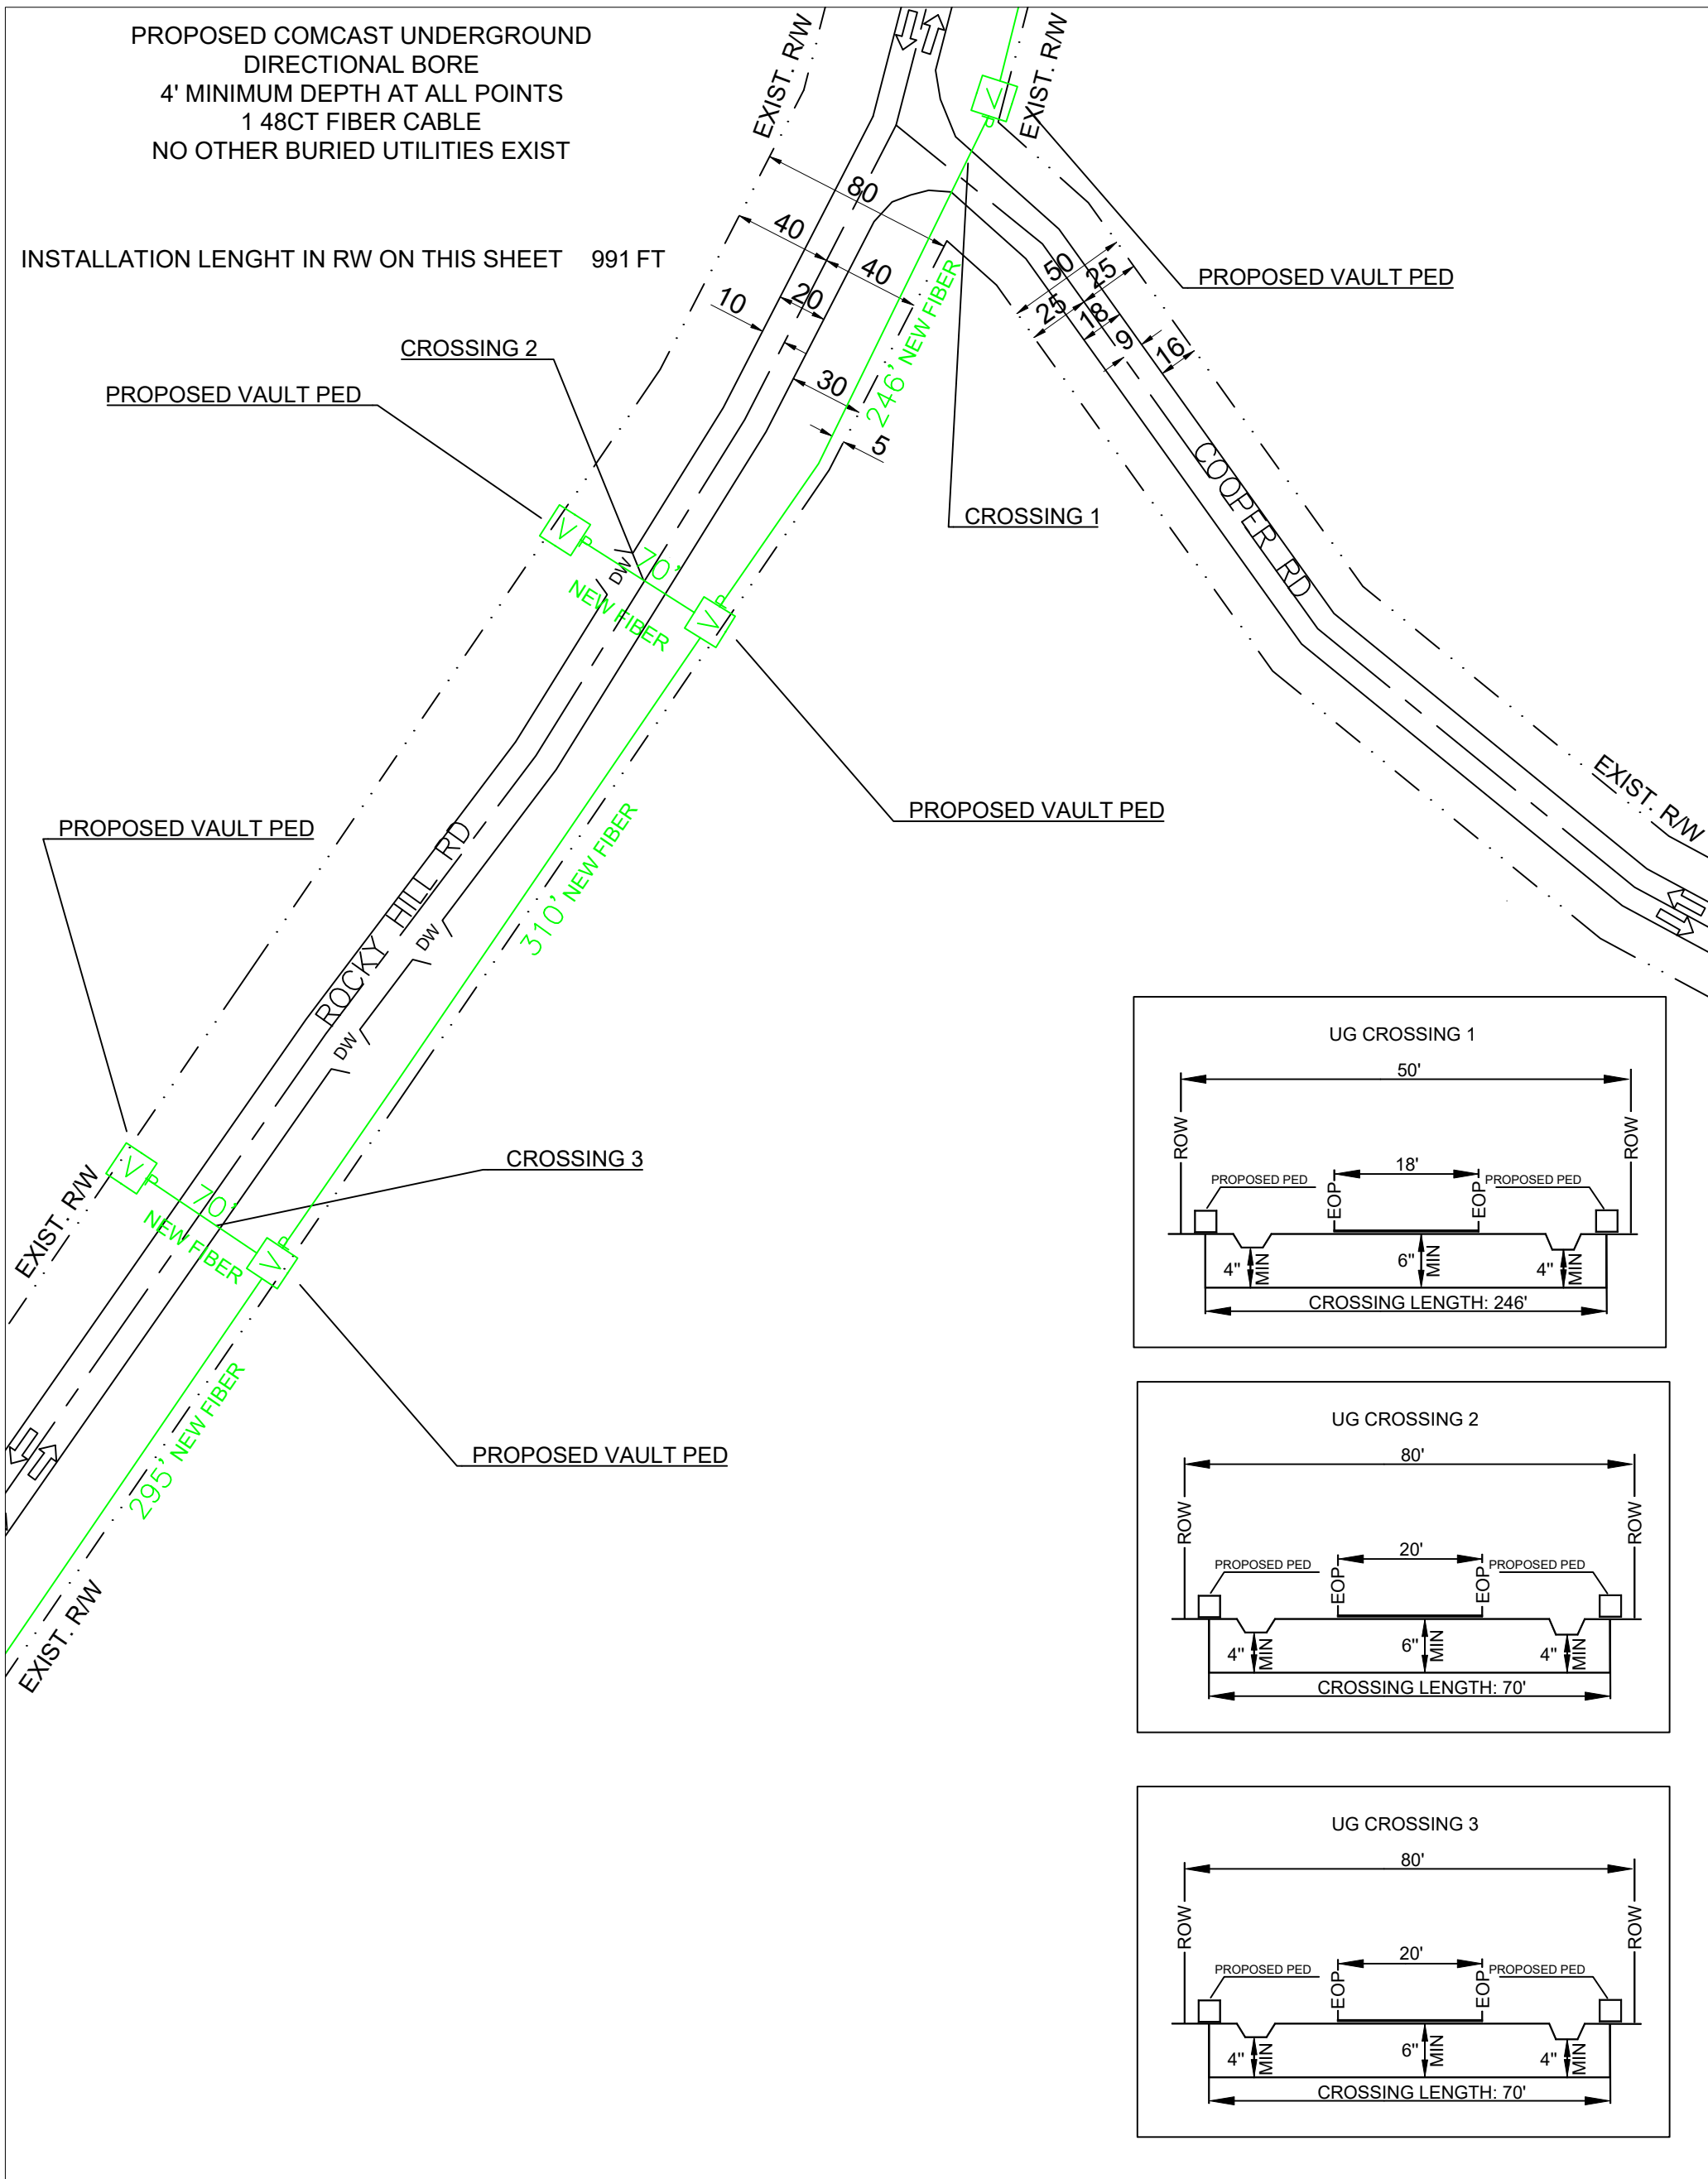 PROPOSED COMCAST UNDERGROUND
DIRECTIONAL BORE
4' MINIMUM DEPTH AT ALL POINTS
1 48CT FIBER CABLE
NO OTHER BURIED UTILITIES EXIST
INSTALLATION LENGHT IN RW ON THIS SHEET 991 FT
EXIST. R/W
EXIST. R/W
V
P
80
40
40
10
20
30
5
246' NEW FIBER
50
25
25
18
9
16
PROPOSED VAULT PED
CROSSING 2
PROPOSED VAULT PED
CROSSING 1
COOPER RD
V
P
DW
70'
NEW FIBER
V
P
PROPOSED VAULT PED
EXIST. R/W
PROPOSED VAULT PED
ROCKY HILL RD
310' NEW FIBER
DW
DW
V
P
70'
NEW FIBER
V
P
CROSSING 3
EXIST. R/W
PROPOSED VAULT PED
295' NEW FIBER
EXIST. R/W
UG CROSSING 1
50'
ROW
ROW
18'
PROPOSED PED
PROPOSED PED
EOP
EOP
4"
MIN
6"
MIN
4"
MIN
CROSSING LENGTH: 246'
UG CROSSING 2
80'
ROW
ROW
20'
PROPOSED PED
PROPOSED PED
EOP
EOP
4"
MIN
6"
MIN
4"
MIN
CROSSING LENGTH: 70'
UG CROSSING 3
80'
ROW
ROW
20'
PROPOSED PED
PROPOSED PED
EOP
EOP
4"
MIN
6"
MIN
4"
MIN
CROSSING LENGTH: 70'